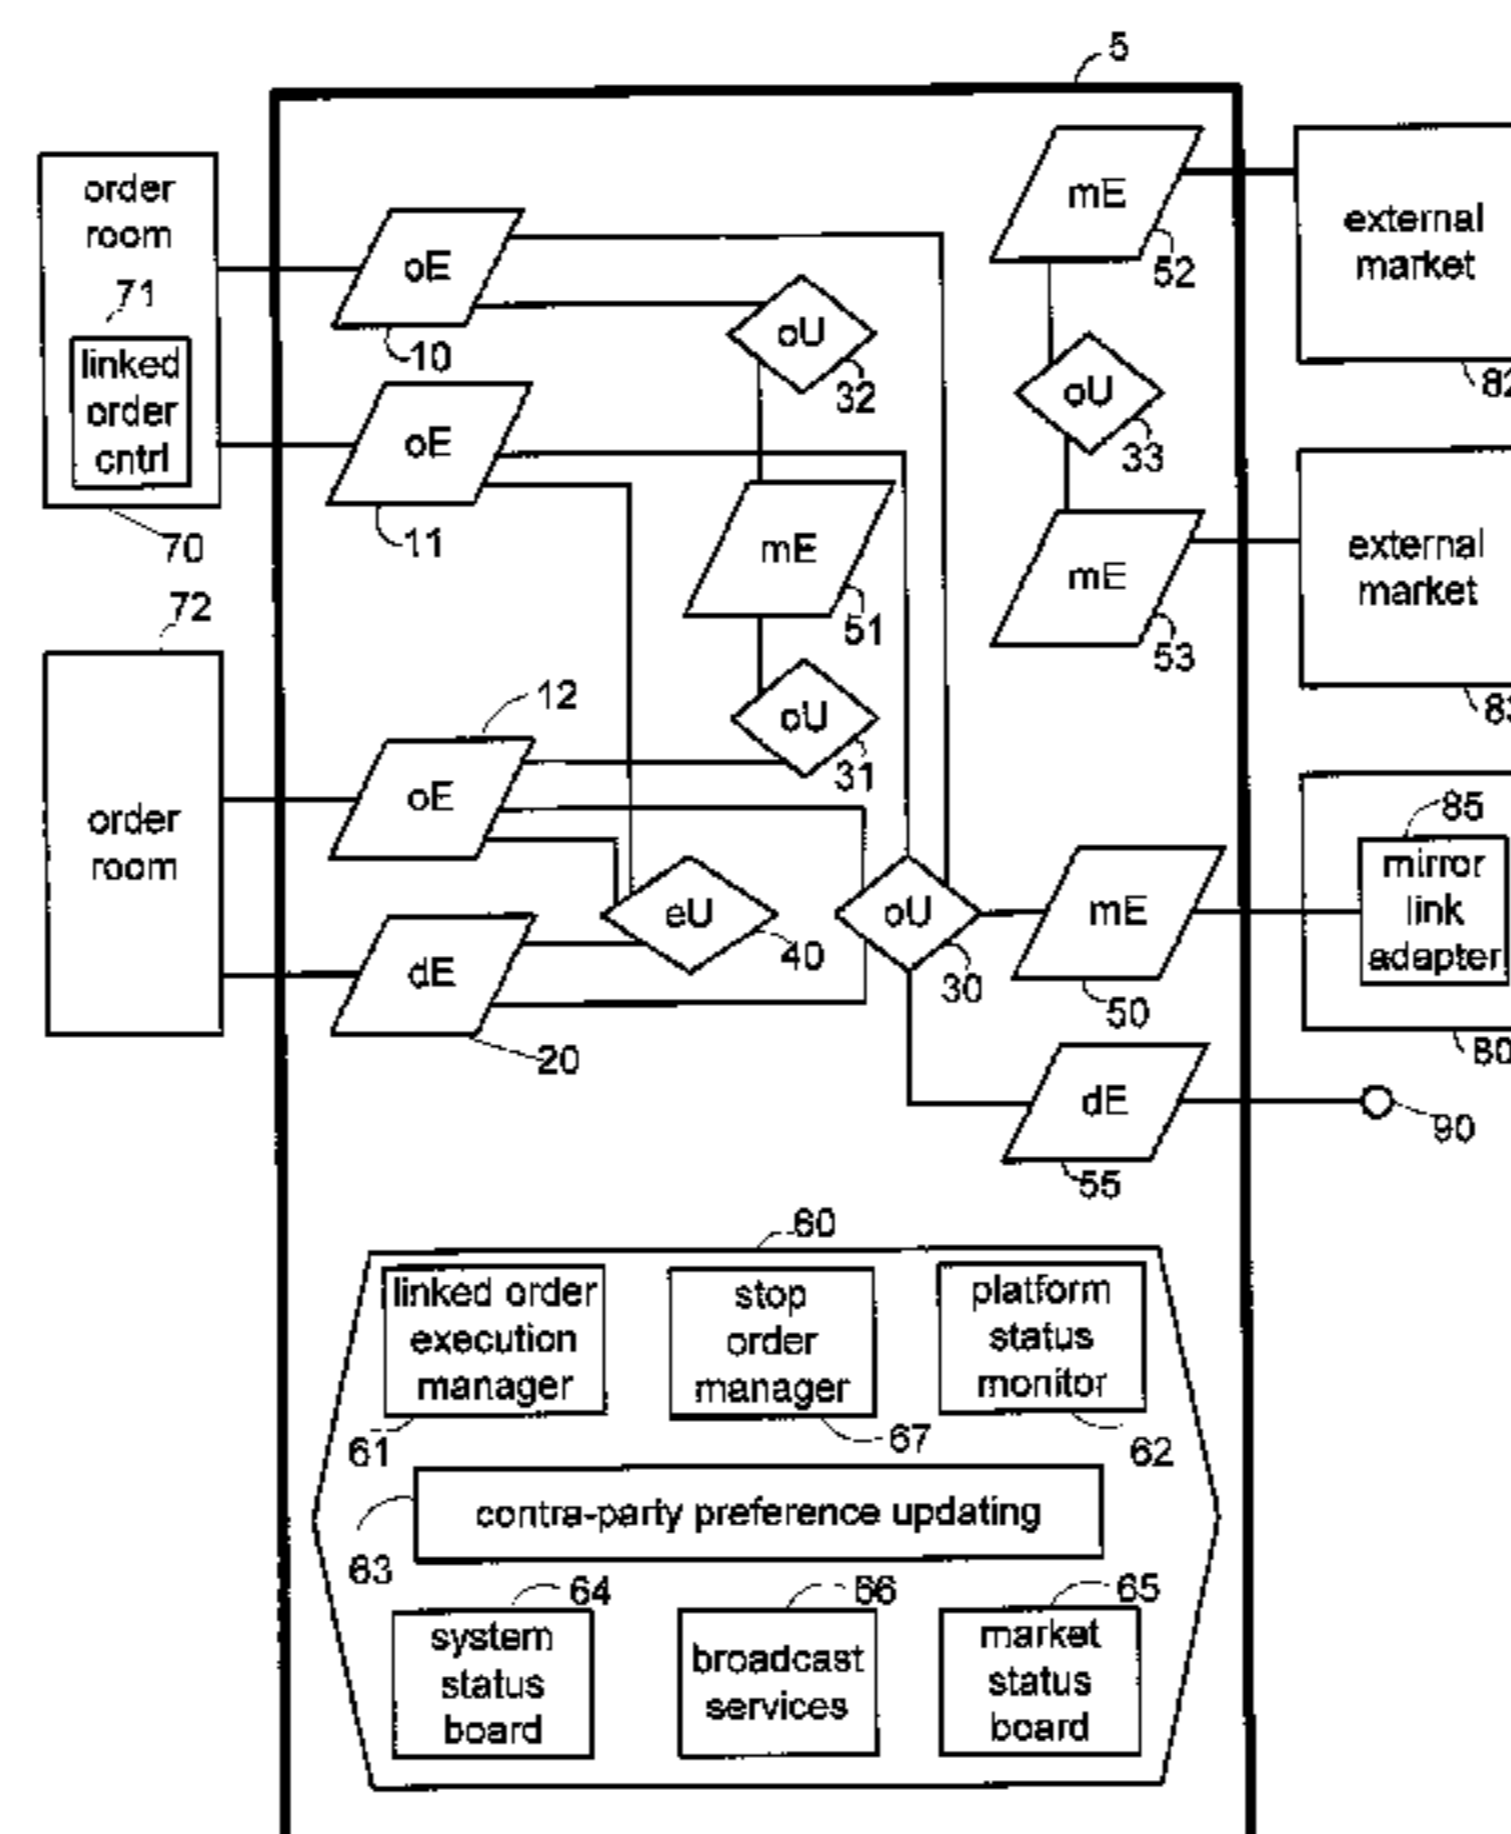 5
order
room
71
linked
order
cntrl
70
oE
10
oE
11
oU
32
mE
51
oU
31
mE
52
oU
33
mE
53
external
market
82
external
market
72
order
room
12
oE
dE
20
eU
40
oU
30
mE
50
dE
55
85
mirror
link
adapter
80
90
60
linked order
execution
manager
61
stop
order
manager
67
platform
status
monitor
62
contra-party preference updating
63
64
system
status
board
66
broadcast
services
65
market
status
board